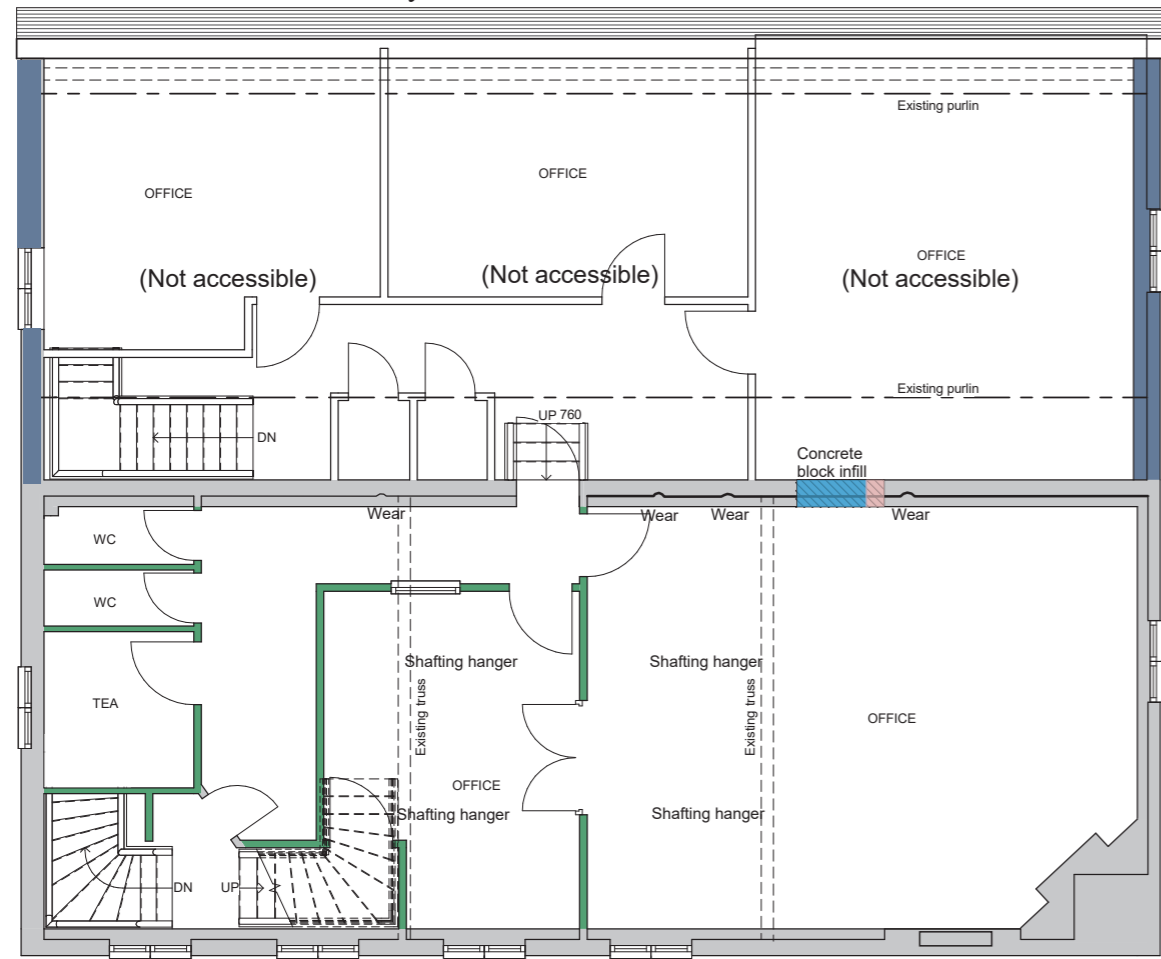 Existing purlin
OFFICE
OFFICE
OFFICE
(Not accessible)
(Not accessible)
(Not accessible)
Existing purlin
UP 760
DN
Concrete
block infill
Wear
Wear
Wear
Wear
WC
WC
Shafting hanger
Shafting hanger
TEA
Existing truss
Existing truss
OFFICE
OFFICE
Shafting hanger
Shafting hanger
DN
UP